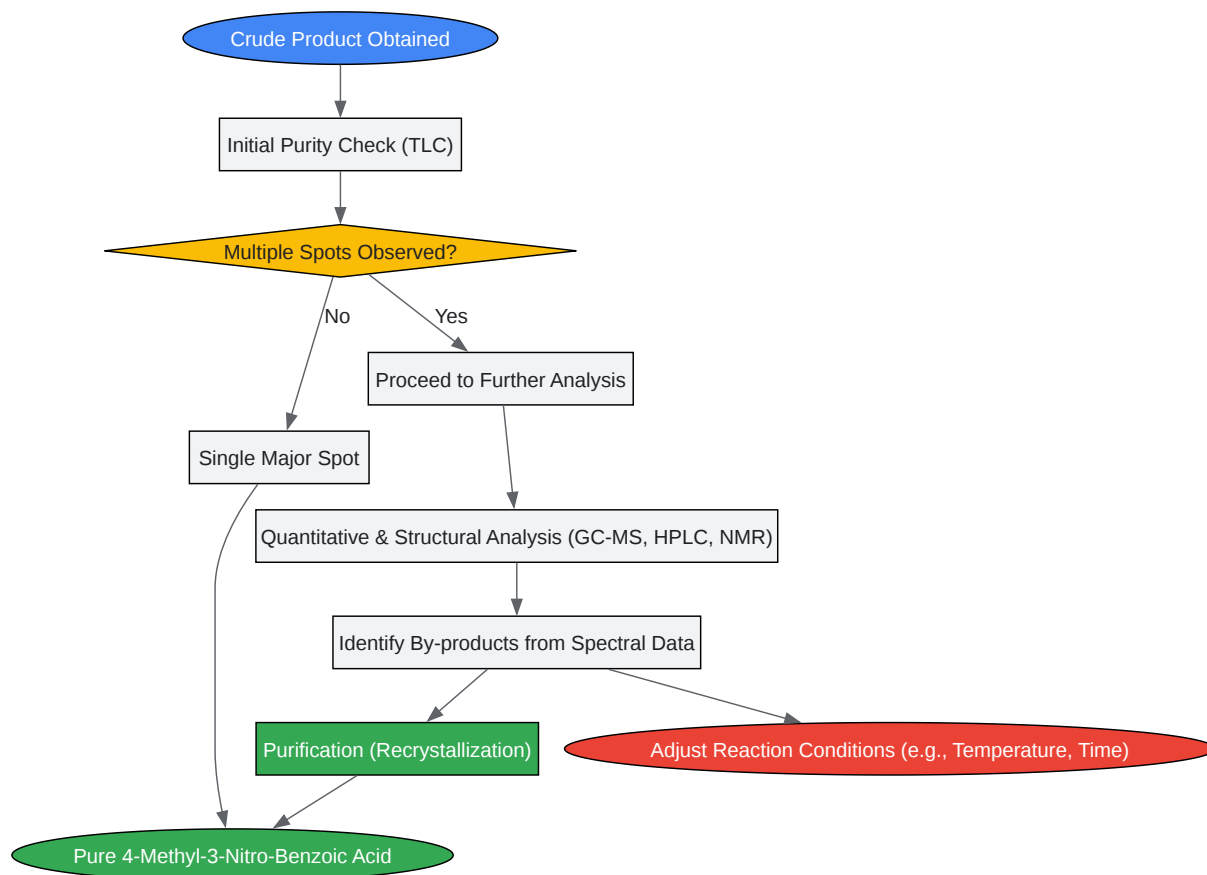 Crude Product Obtained
Initial Purity Check (TLC)
Multiple Spots Observed?
No
Yes
Proceed to Further Analysis
Single Major Spot
Quantitative & Structural Analysis (GC-MS, HPLC, NMR)
Identify By-products from Spectral Data
Purification (Recrystallization)
Adjust Reaction Conditions (e.g., Temperature, Time)
Pure 4-Methyl-3-Nitro-Benzoic Acid